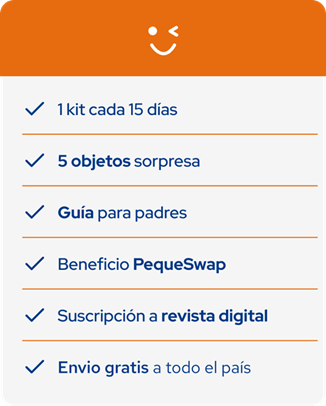 1 kit cada 15 días
5 objetos sorpresa
Guía para padres
Beneficio PequeSwap
Suscripción a revista digital
Envio gratis a todo el país